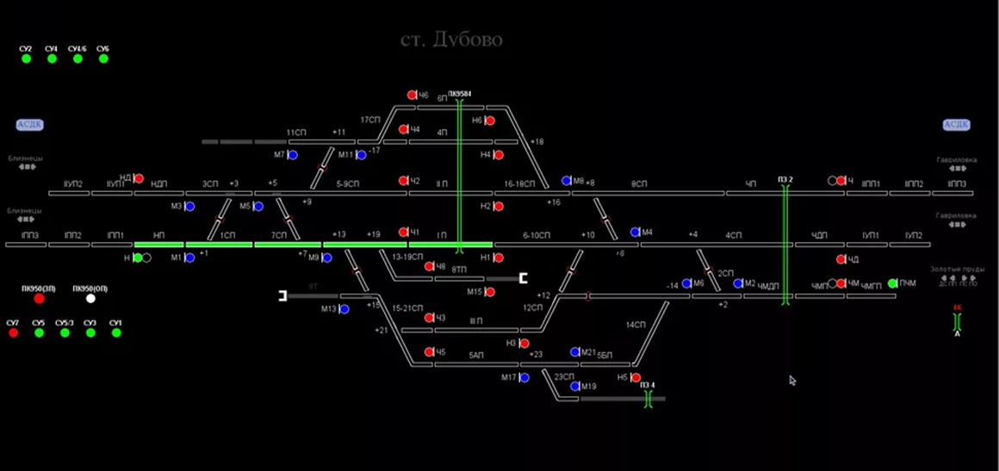 ст. Дубово
СУ2 СУ4 СУ4/6 СУ6
Ч6 ПК9584
6П
17СП Н6
АСДК АСДК
11СП +11 Ч4 4П
+18
М7 М11 -17 Н4
Близнецы Гавриловка
IIУП2 IIУП1 НД НДП 3СП +3 +5 5-9СП Ч2 II П 16-18СП М8 +8 8СП ЧП ПЗ 2 Ч IIПП1 IIПП2 IIПП3
М3 М5 +9 Н2 +16
Близнецы Гавриловка
IПП3 IПП2 IПП1 НП 1СП 7СП +13 +19 Ч1 I П 6-10СП +10 М4 +4 4СП ЧДП IУП1 IУП2
Н М1 +1 +7 М9 13-19СП Н1 +6 ЧД
Ч8 8ТП Золотые пруды
2СП ДС ПП ПС ПО
ПК950(ЗП) ПК950(ОП) 9Т М15 +12 -14 М6 М2 ЧМДП ЧМП ЧМ ЧМГП ПЧМ
М13 +15 15-21СП 12СП +2
СУ7 СУ5 СУ5/3 СУ3 СУ1 +21 Ч3 III П 14СП 4К
А
Н3
Ч5 5АП +23 М21 5БП
М17 23СП М19 Н5
ПЗ 4